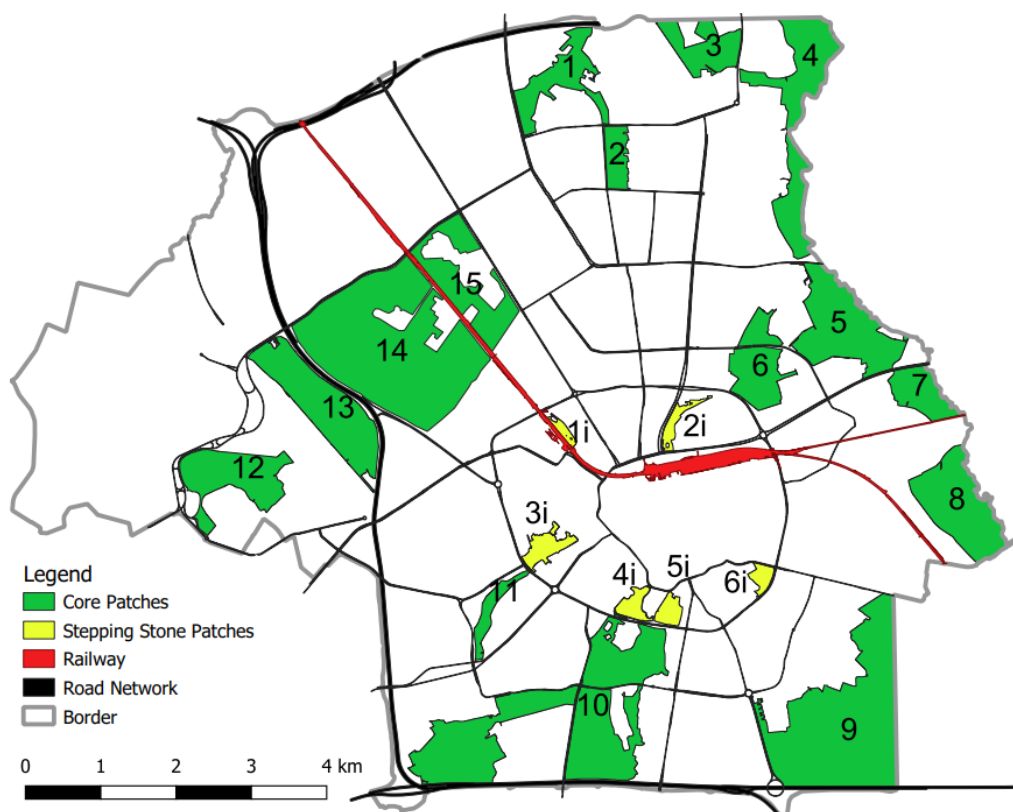 1
3
4
2
15
5
14
6
7
13
1i
2i
12
8
3i
4i
5i
6i
11
10
9
Legend
Core Patches
Stepping Stone Patches
Railway
Road Network
Border
0 1 2 3 4 km